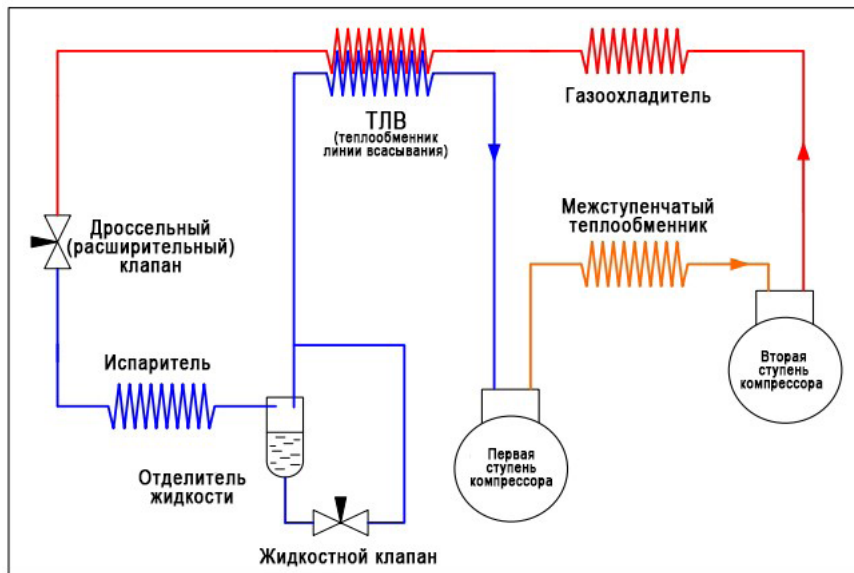 Газоохладитель
ТЛВ
(теплообменник
линии всасывания)
Межступенчатый
теплообменник
Дроссельный
(расширительный)
клапан
Испаритель
Вторая
ступень
компрессора
Первая
ступень
компрессора
Отделитель
жидкости
Жидкостной клапан